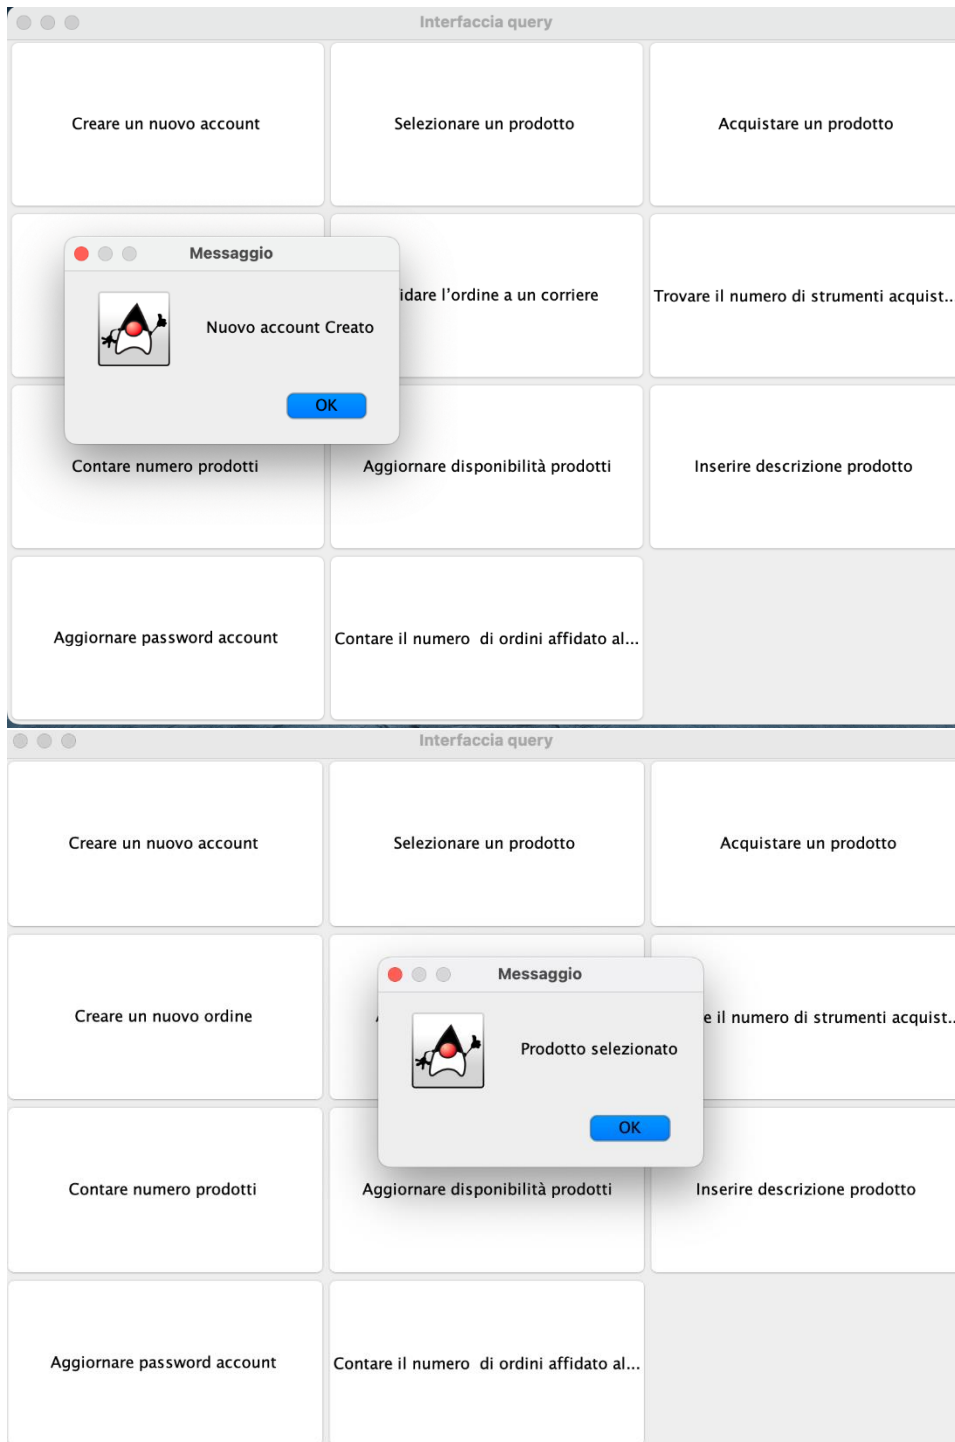 Interfaccia query
Creare un nuovo account
Selezionare un prodotto
Acquistare un prodotto
Messaggio
Nuovo account Creato
OK
l'ordine a un corriere
Trovare il numero di strumenti acquist...
Contare numero prodotti
Aggiornare disponibilità prodotti
Inserire descrizione prodotto
Aggiornare password account
Contare il numero  di ordini affidato al...
Interfaccia query
Creare un nuovo account
Selezionare un prodotto
Acquistare un prodotto
Creare un nuovo ordine
Messaggio
Prodotto selezionato
OK
il numero di strumenti acquist..
Contare numero prodotti
Aggiornare disponibilità prodotti
Inserire descrizione prodotto
Aggiornare password account
Contare il numero  di ordini affidato al...